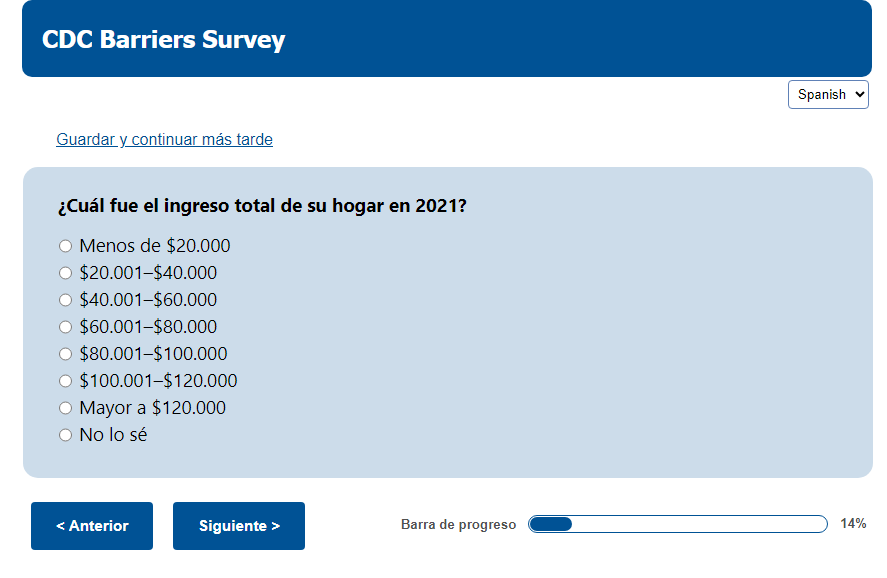 CDC Barriers Survey
Spanish
Guardar y continuar más tarde
¿Cuál fue el ingreso total de su hogar en 2021?
Menos de $20.000
$20.001–$40.000
$40.001–$60.000
$60.001–$80.000
$80.001–$100.000
$100.001–$120.000
Mayor a $120.000
No lo sé
< Anterior Siguiente > Barra de progreso 14%